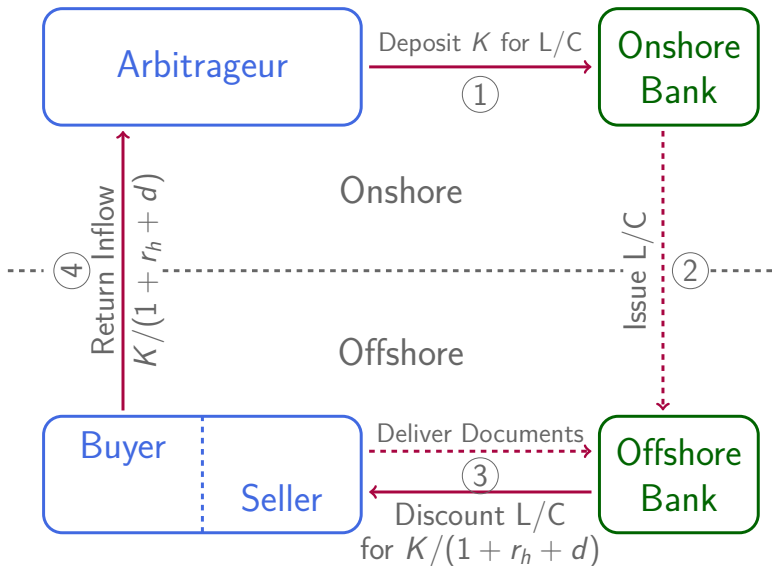 Arbitrageur
Deposit K for L/C
①
Onshore
Bank
Onshore
④
Return Inflow
K/(1 + r_h + d)
Issue L/C
②
Offshore
Buyer
Seller
Deliver Documents
③
Discount L/C
for K/(1 + r_h + d)
Offshore
Bank